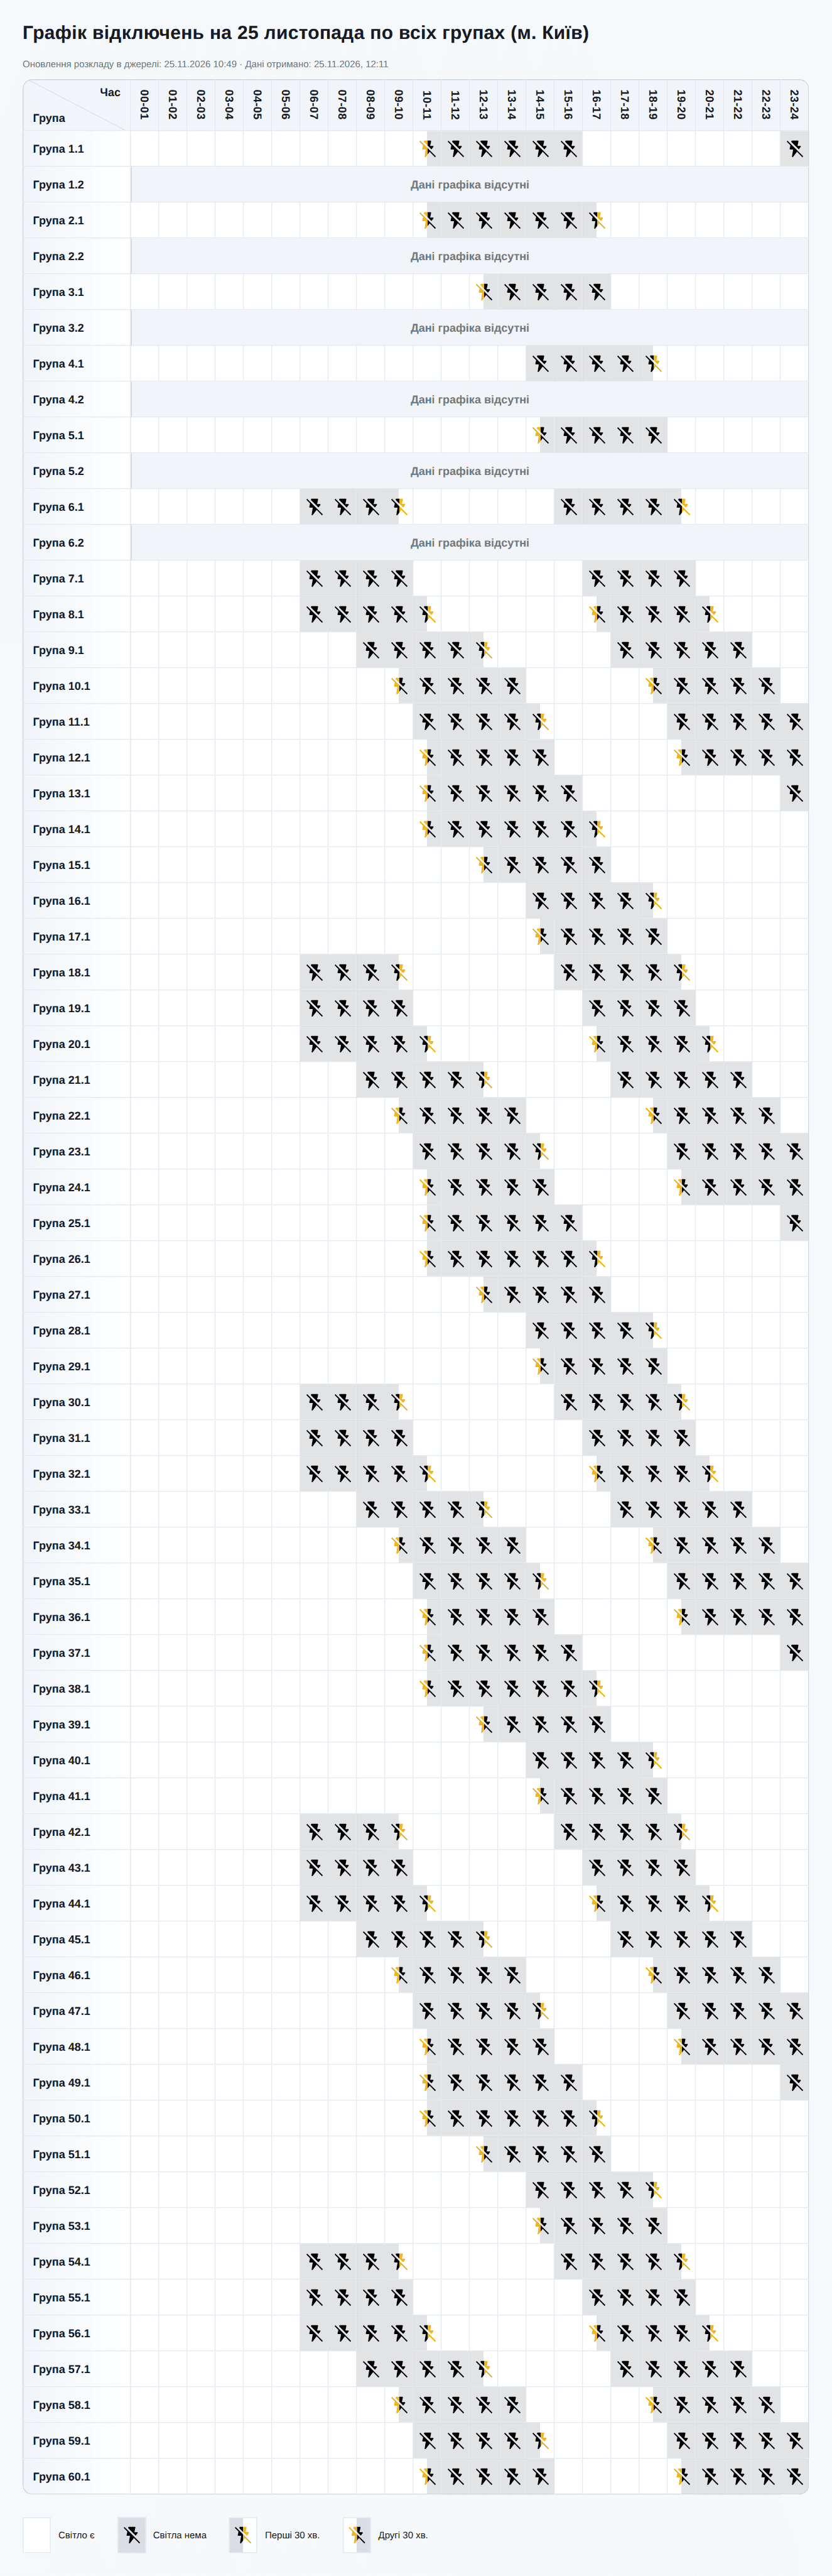 Графік відключень на 25 листопада по всіх групах (м. Київ)
Оновлення розкладу в джерелі: 25.11.2026 10:49 · Дані отримано: 25.11.2026, 12:11
Час
Група
00-01 01-02 02-03 03-04 04-05 05-06 06-07 07-08 08-09 09-10 10-11 11-12 12-13 13-14 14-15 15-16 16-17 17-18 18-19 19-20 20-21 21-22 22-23 23-24
Група 1.1
Група 1.2 Дані графіка відсутні
Група 2.1
Група 2.2 Дані графіка відсутні
Група 3.1
Група 3.2 Дані графіка відсутні
Група 4.1
Група 4.2 Дані графіка відсутні
Група 5.1
Група 5.2 Дані графіка відсутні
Група 6.1
Група 6.2 Дані графіка відсутні
Група 7.1
Група 8.1
Група 9.1
Група 10.1
Група 11.1
Група 12.1
Група 13.1
Група 14.1
Група 15.1
Група 16.1
Група 17.1
Група 18.1
Група 19.1
Група 20.1
Група 21.1
Група 22.1
Група 23.1
Група 24.1
Група 25.1
Група 26.1
Група 27.1
Група 28.1
Група 29.1
Група 30.1
Група 31.1
Група 32.1
Група 33.1
Група 34.1
Група 35.1
Група 36.1
Група 37.1
Група 38.1
Група 39.1
Група 40.1
Група 41.1
Група 42.1
Група 43.1
Група 44.1
Група 45.1
Група 46.1
Група 47.1
Група 48.1
Група 49.1
Група 50.1
Група 51.1
Група 52.1
Група 53.1
Група 54.1
Група 55.1
Група 56.1
Група 57.1
Група 58.1
Група 59.1
Група 60.1
Світло є Світла нема Перші 30 хв. Другі 30 хв.